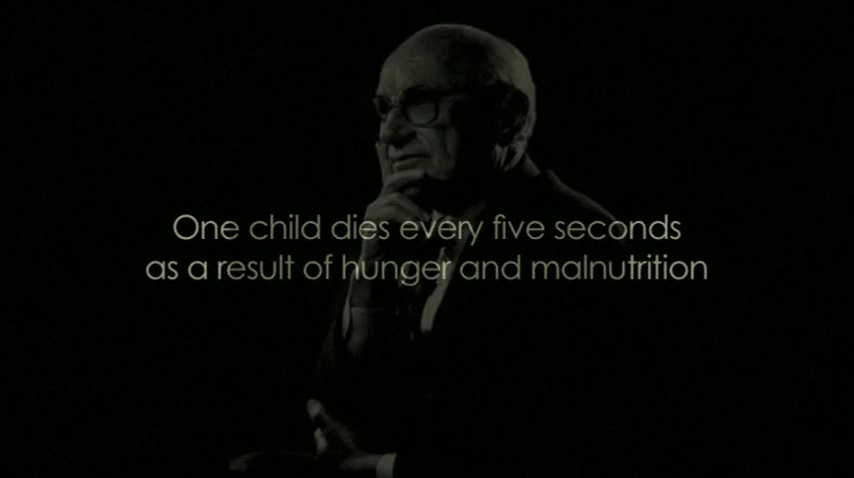 One child dies every five seconds
as a result of hunger and malnutrition